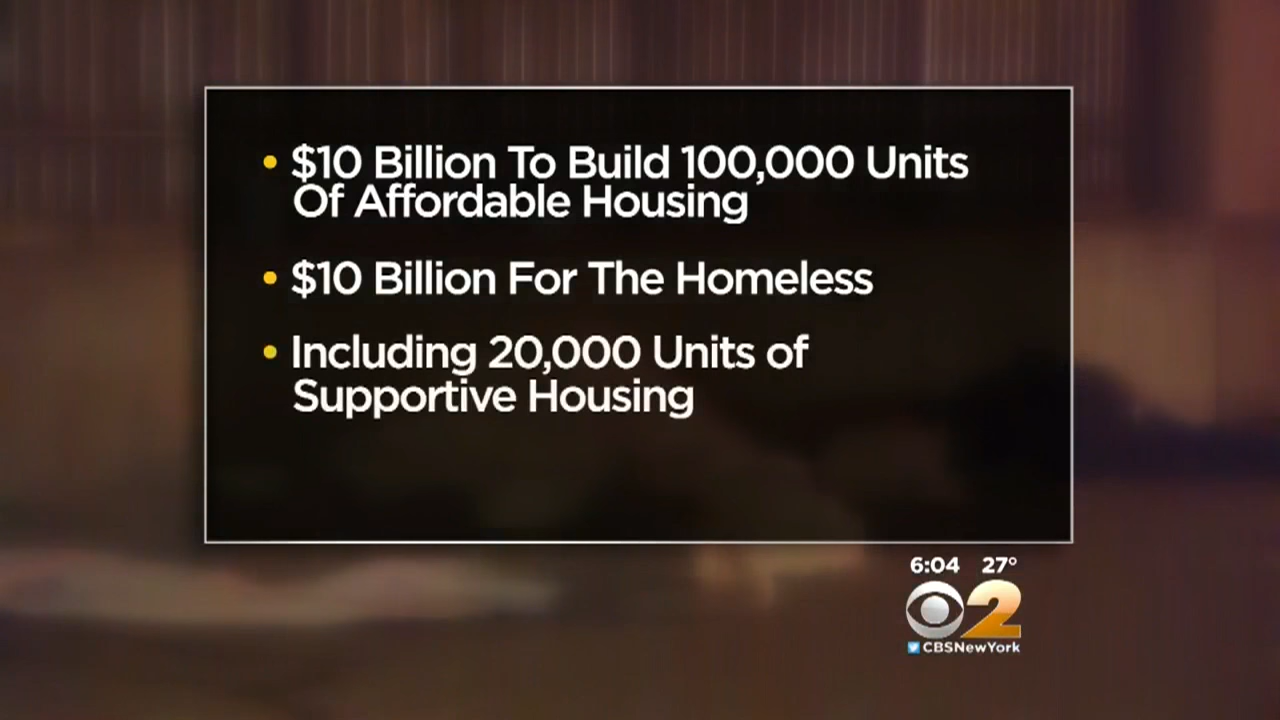 $10 Billion To Build 100,000 Units
Of Affordable Housing
$10 Billion For The Homeless
Including 20,000 Units of
Supportive Housing
6:04 27°
2
CBSNewYork